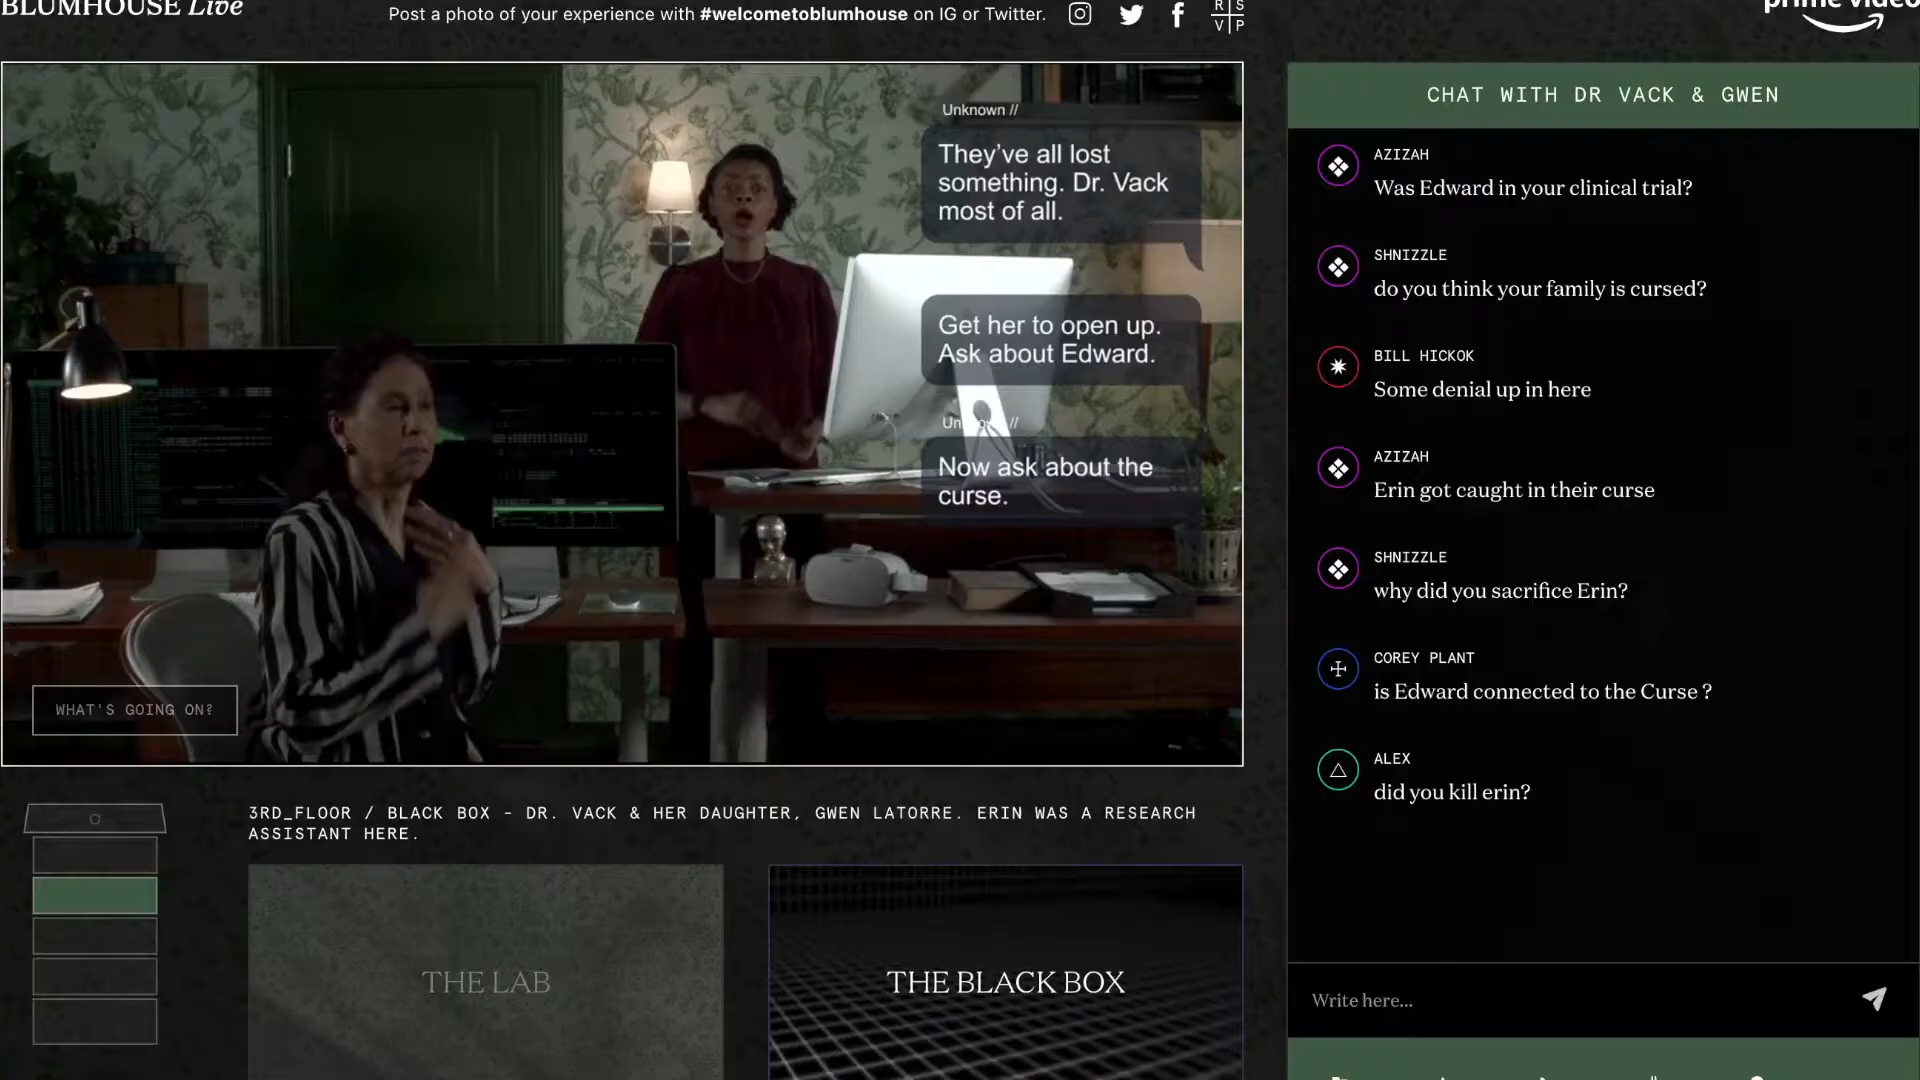 BLUMHOUSE Live
Post a photo of your experience with #welcometoblumhouse on IG or Twitter.
R S
V P
prime video
Unknown //
They've all lost
something. Dr. Vack
most of all.
Get her to open up.
Ask about Edward.
Now ask about the
curse.
WHAT'S GOING ON?
CHAT WITH DR VACK & GWEN
AZIZAH
Was Edward in your clinical trial?
SHNIZZLE
do you think your family is cursed?
BILL HICKOK
Some denial up in here
AZIZAH
Erin got caught in their curse
SHNIZZLE
why did you sacrifice Erin?
COREY PLANT
is Edward connected to the Curse ?
ALEX
did you kill erin?
Write here...
3RD_FLOOR / BLACK BOX - DR. VACK & HER DAUGHTER, GWEN LATORRE. ERIN WAS A RESEARCH
ASSISTANT HERE.
THE LAB
THE BLACK BOX